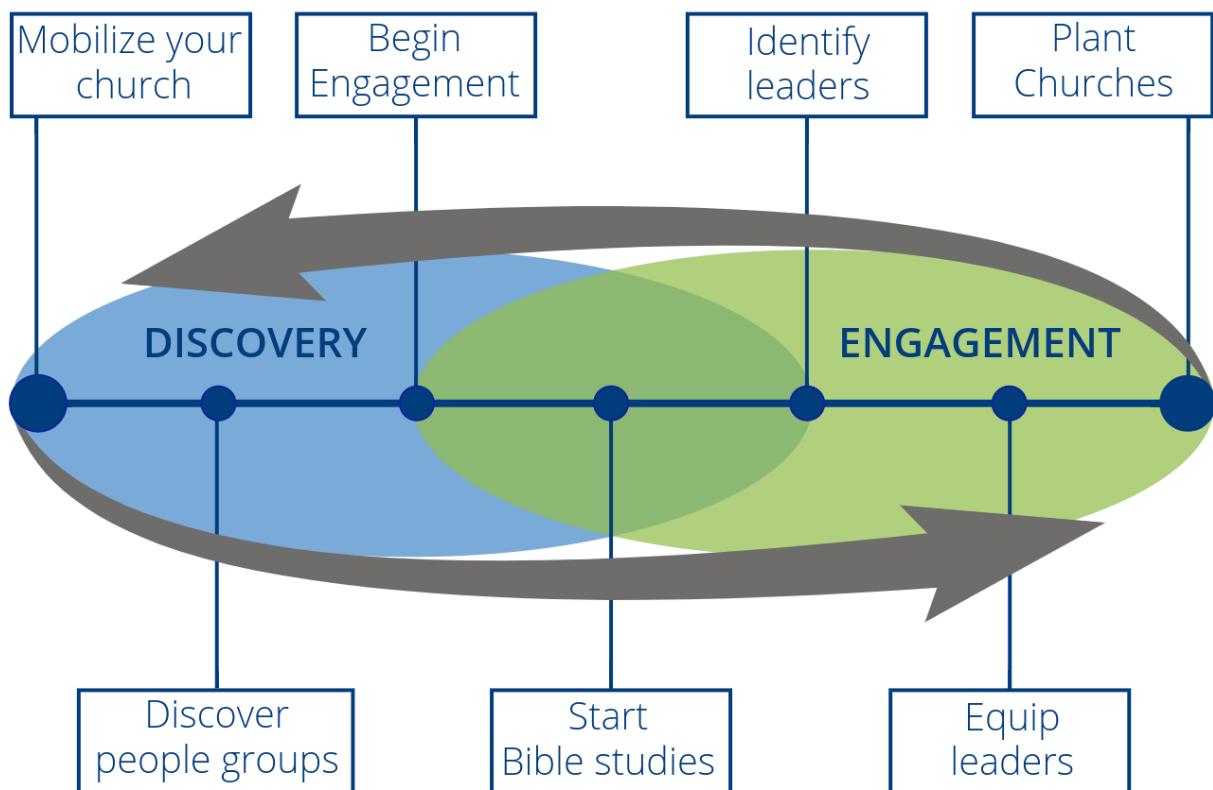 Mobilize your
church
Begin
Engagement
Identify
leaders
Plant
Churches
DISCOVERY
ENGAGEMENT
Discover
people groups
Start
Bible studies
Equip
leaders